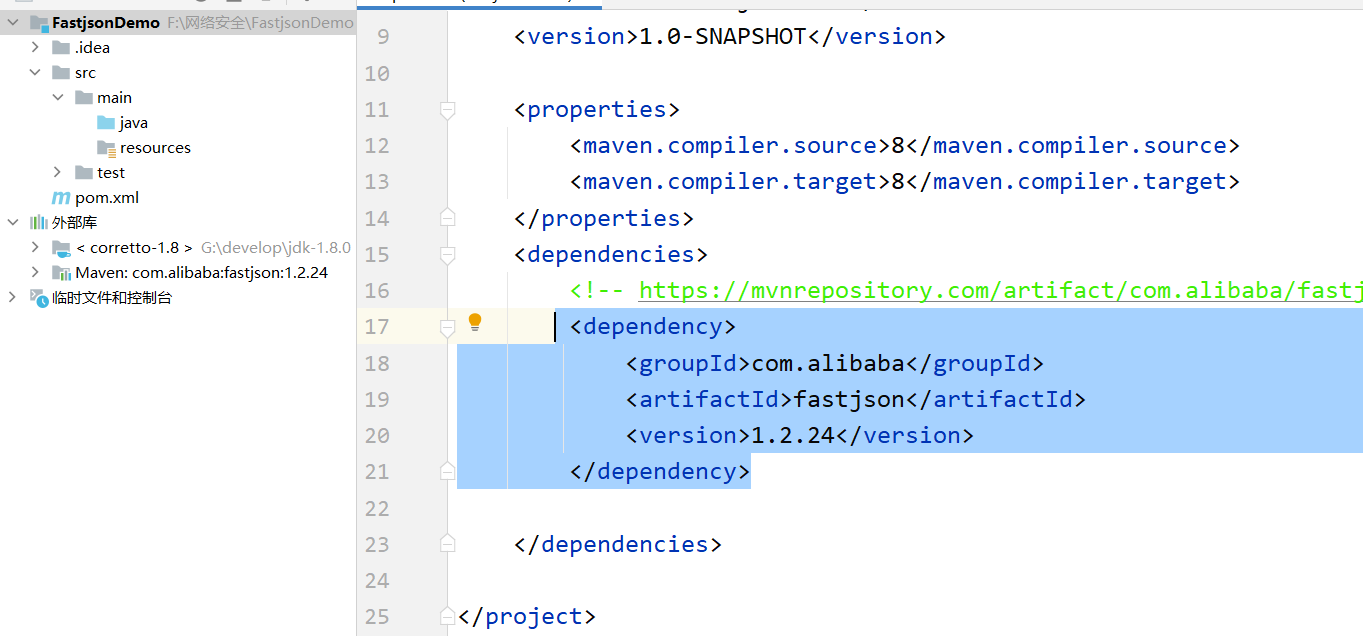 FastjsonDemo F:\网络安全\FastjsonDemo
.idea
src
main
java
resources
test
pom.xml
外部库
< corretto-1.8 > G:\develop\jdk-1.8.0
Maven: com.alibaba:fastjson:1.2.24
临时文件和控制台
9 <version>1.0-SNAPSHOT</version>
10
11 <properties>
12 <maven.compiler.source>8</maven.compiler.source>
13 <maven.compiler.target>8</maven.compiler.target>
14 </properties>
15 <dependencies>
16 <!-- https://mvnrepository.com/artifact/com.alibaba/fastj
17 <dependency>
18 <groupId>com.alibaba</groupId>
19 <artifactId>fastjson</artifactId>
20 <version>1.2.24</version>
21 </dependency>
22
23 </dependencies>
24
25 </project>